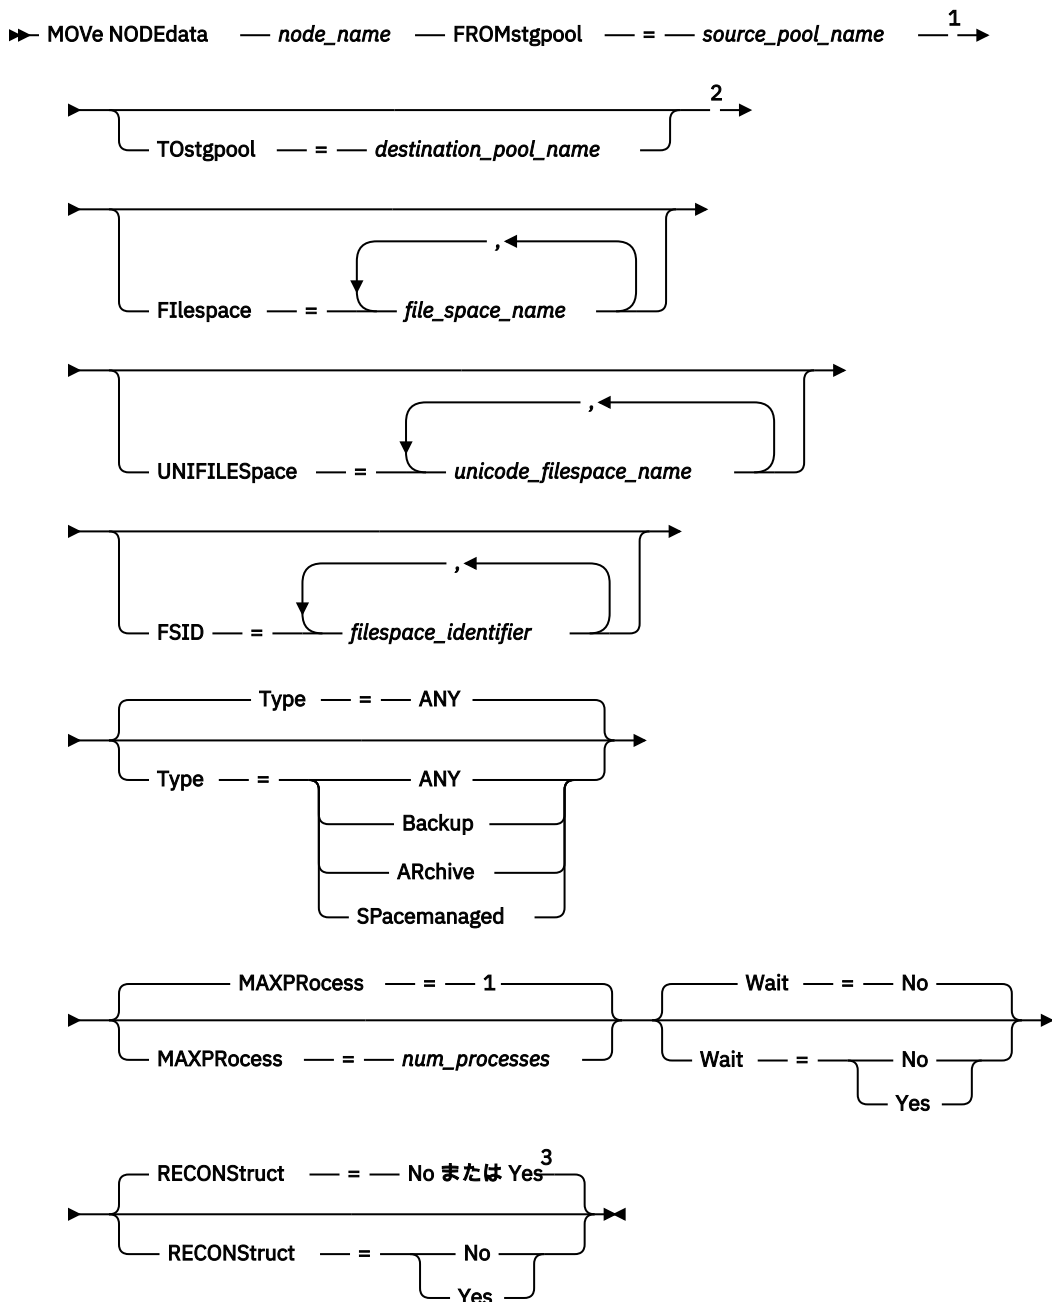 MOVe NODEdata node_name FROMstgpool = source_pool_name 1
2
TOstgpool = destination_pool_name
,
FIlespace = file_space_name
,
UNIFILESpace = unicode_filespace_name
,
FSID = filespace_identifier
Type = ANY
Type = ANY
Backup
ARchive
SPacemanaged
MAXPRocess = 1 Wait = No
MAXPRocess = num_processes Wait = No
Yes
RECONStruct = No または Yes 3
RECONStruct = No
Yes